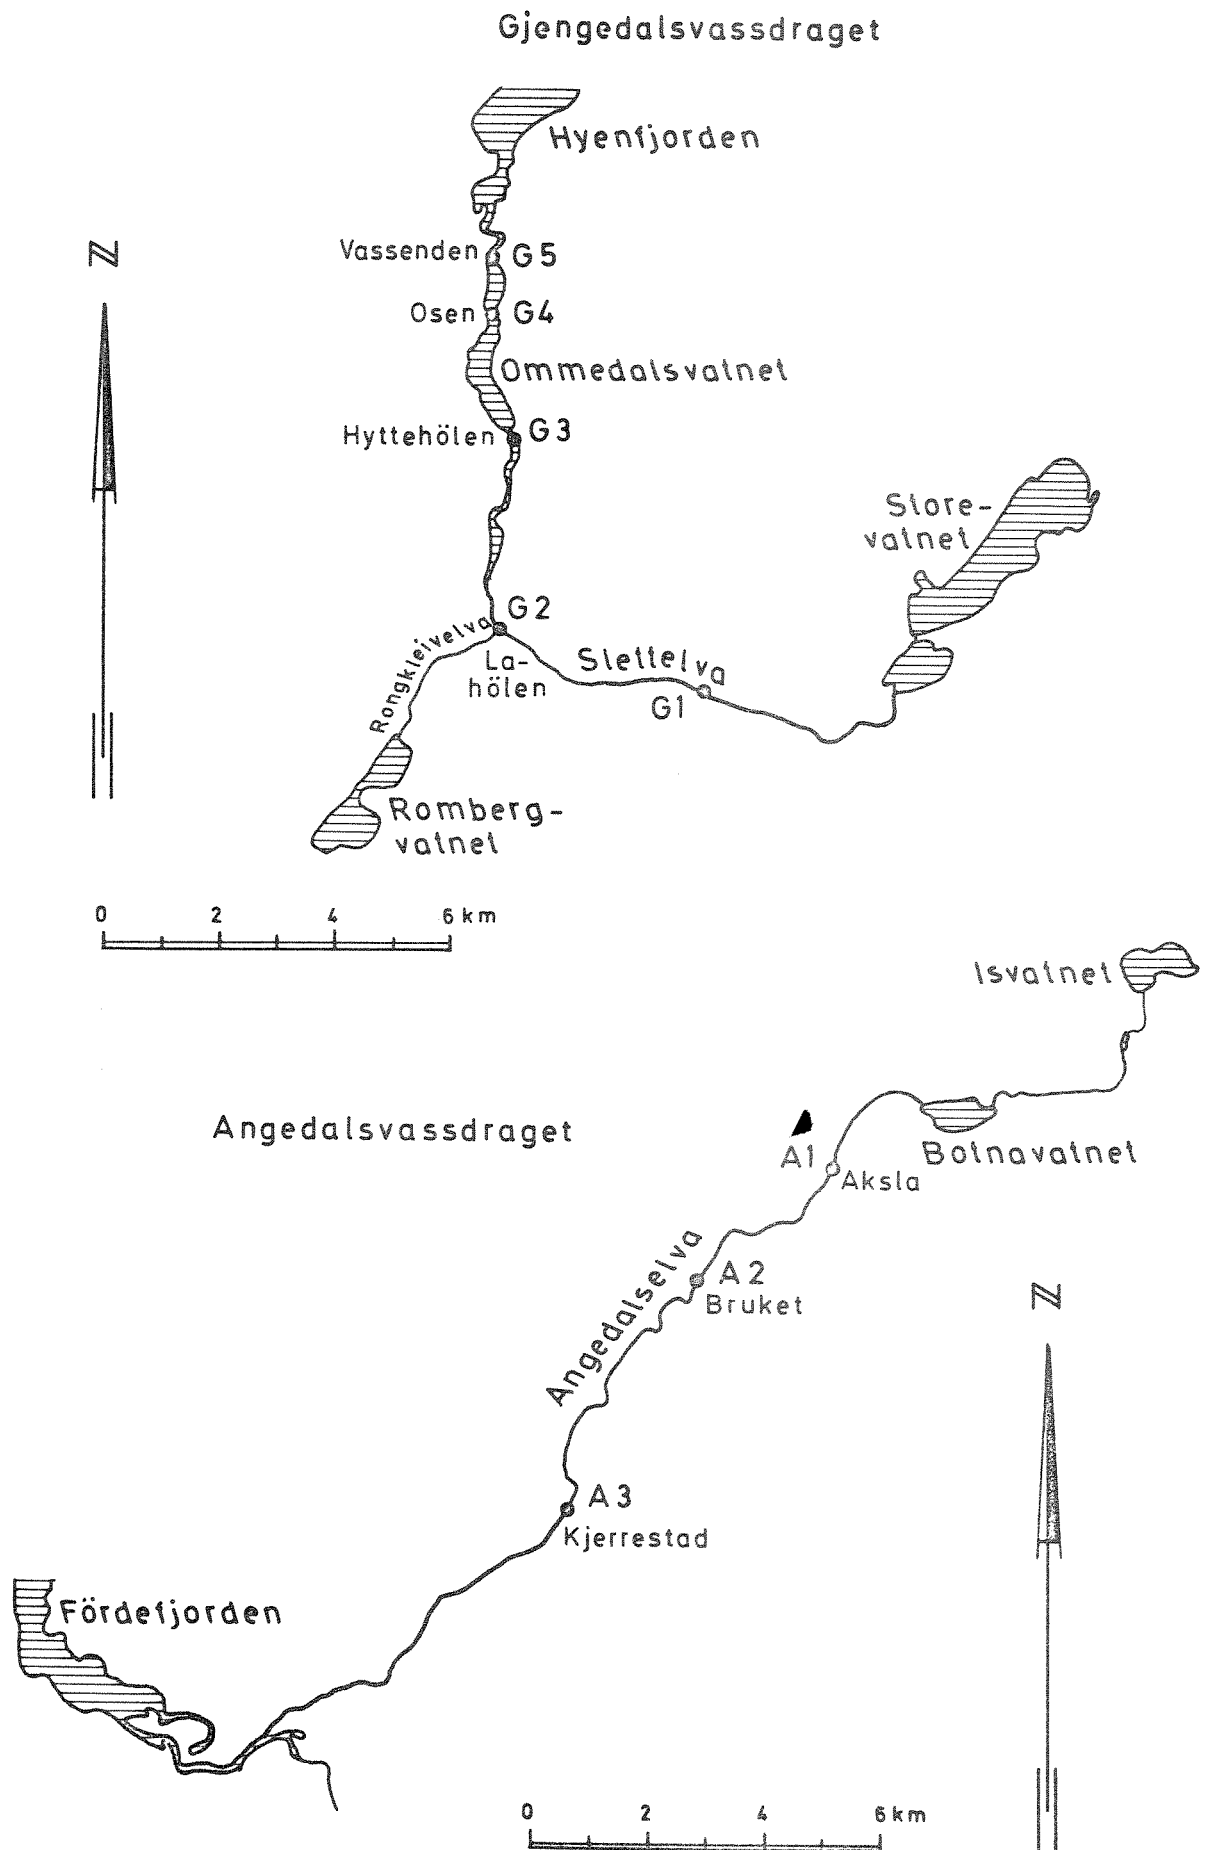 Gjengedalsvassdraget
Hyenfjorden
N
Vassenden G5
Osen G4
Ommedalsvatnet
Hyttehölen G3
Store-
vatnet
G2
Rongkleivelva
La-
hölen
Slettelva
G1
Romberg-
vatnet
0 2 4 6 km
Isvatnet
Angedalsvassdraget
A1
Botnavatnet
Aksla
Angedalselva
A2
Bruket
N
A3
Kjerrestad
Fördefjorden
0 2 4 6 km